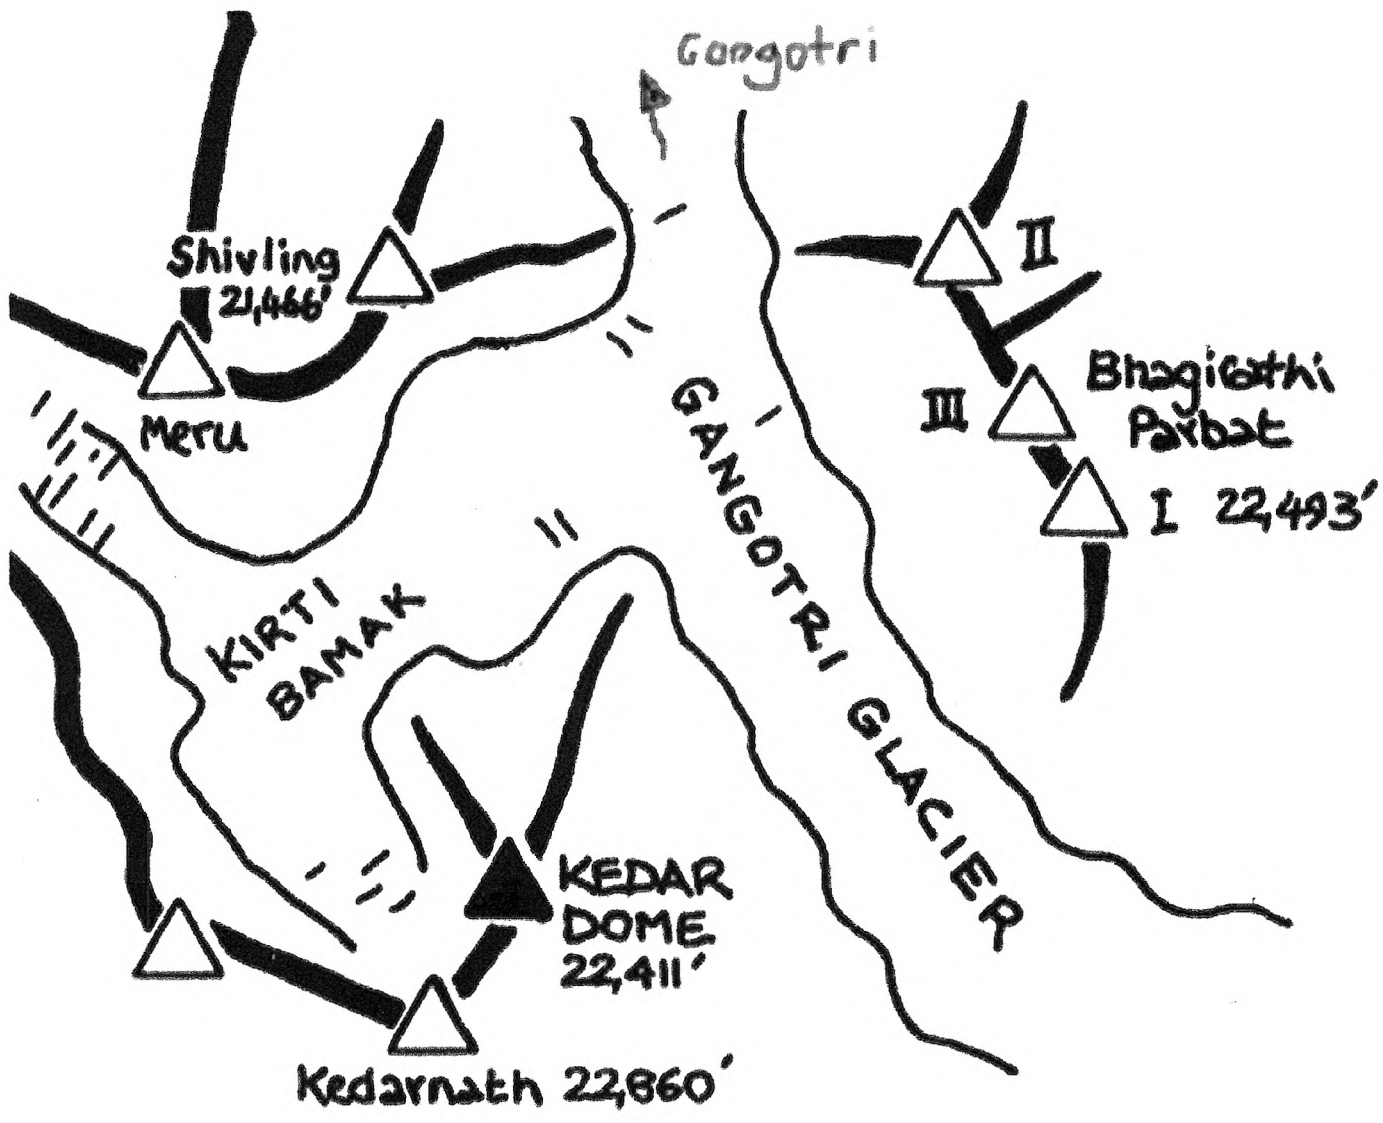 Gongotri
Shivling
21,466'
II
Meru
III
Bhagirathi
Parbat
I 22,493'
GANGOTRI GLACIER
KIRTI
BAMAK
KEDAR
DOME
22,411'
Kedarnath 22,860'